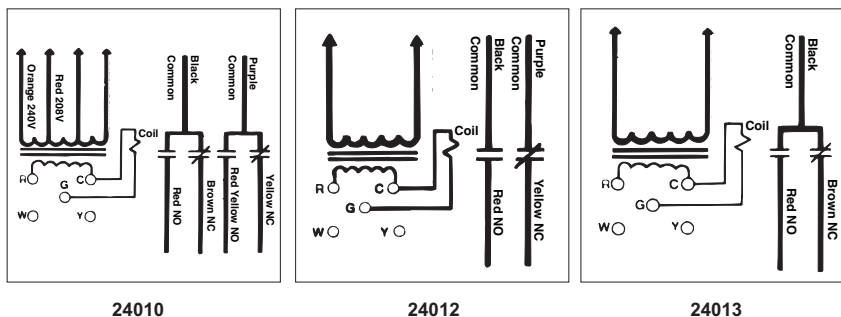 Orange 240V
Red 208V
Black
Common
Purple
Common
Coil
R
C
G
W
Y
Red NO
Brown NC
Red Yellow NO
Yellow NC
24010
Black
Common
Purple
Common
Coil
R
C
G
W
Y
Red NO
Yellow NC
24012
Black
Common
Coil
R
C
G
W
Y
Red NO
Brown NC
24013